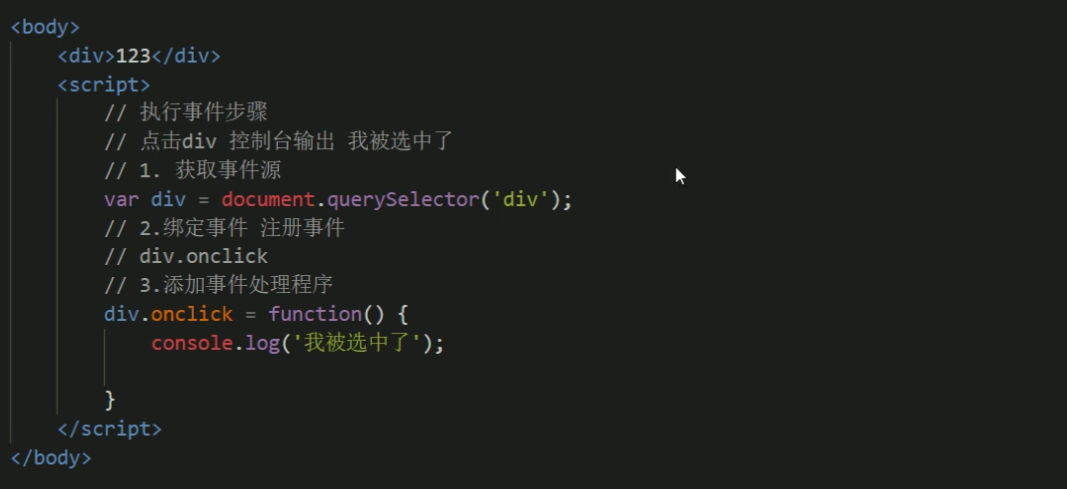 <body>
<div>123</div>
<script>
// 执行事件步骤
// 点击div 控制台输出 我被选中了
// 1. 获取事件源
var div = document.querySelector('div');
// 2.绑定事件 注册事件
// div.onclick
// 3.添加事件处理程序
div.onclick = function() {
console.log('我被选中了');
}
</script>
</body>